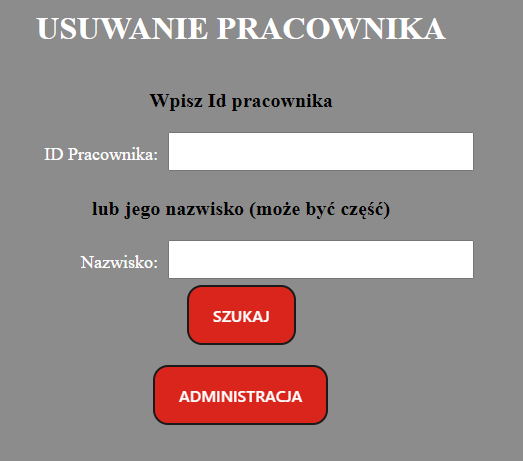 USUWANIE PRACOWNIKA
Wpisz Id pracownika
ID Pracownika:
lub jego nazwisko (może być część)
Nazwisko:
SZUKAJ
ADMINISTRACJA